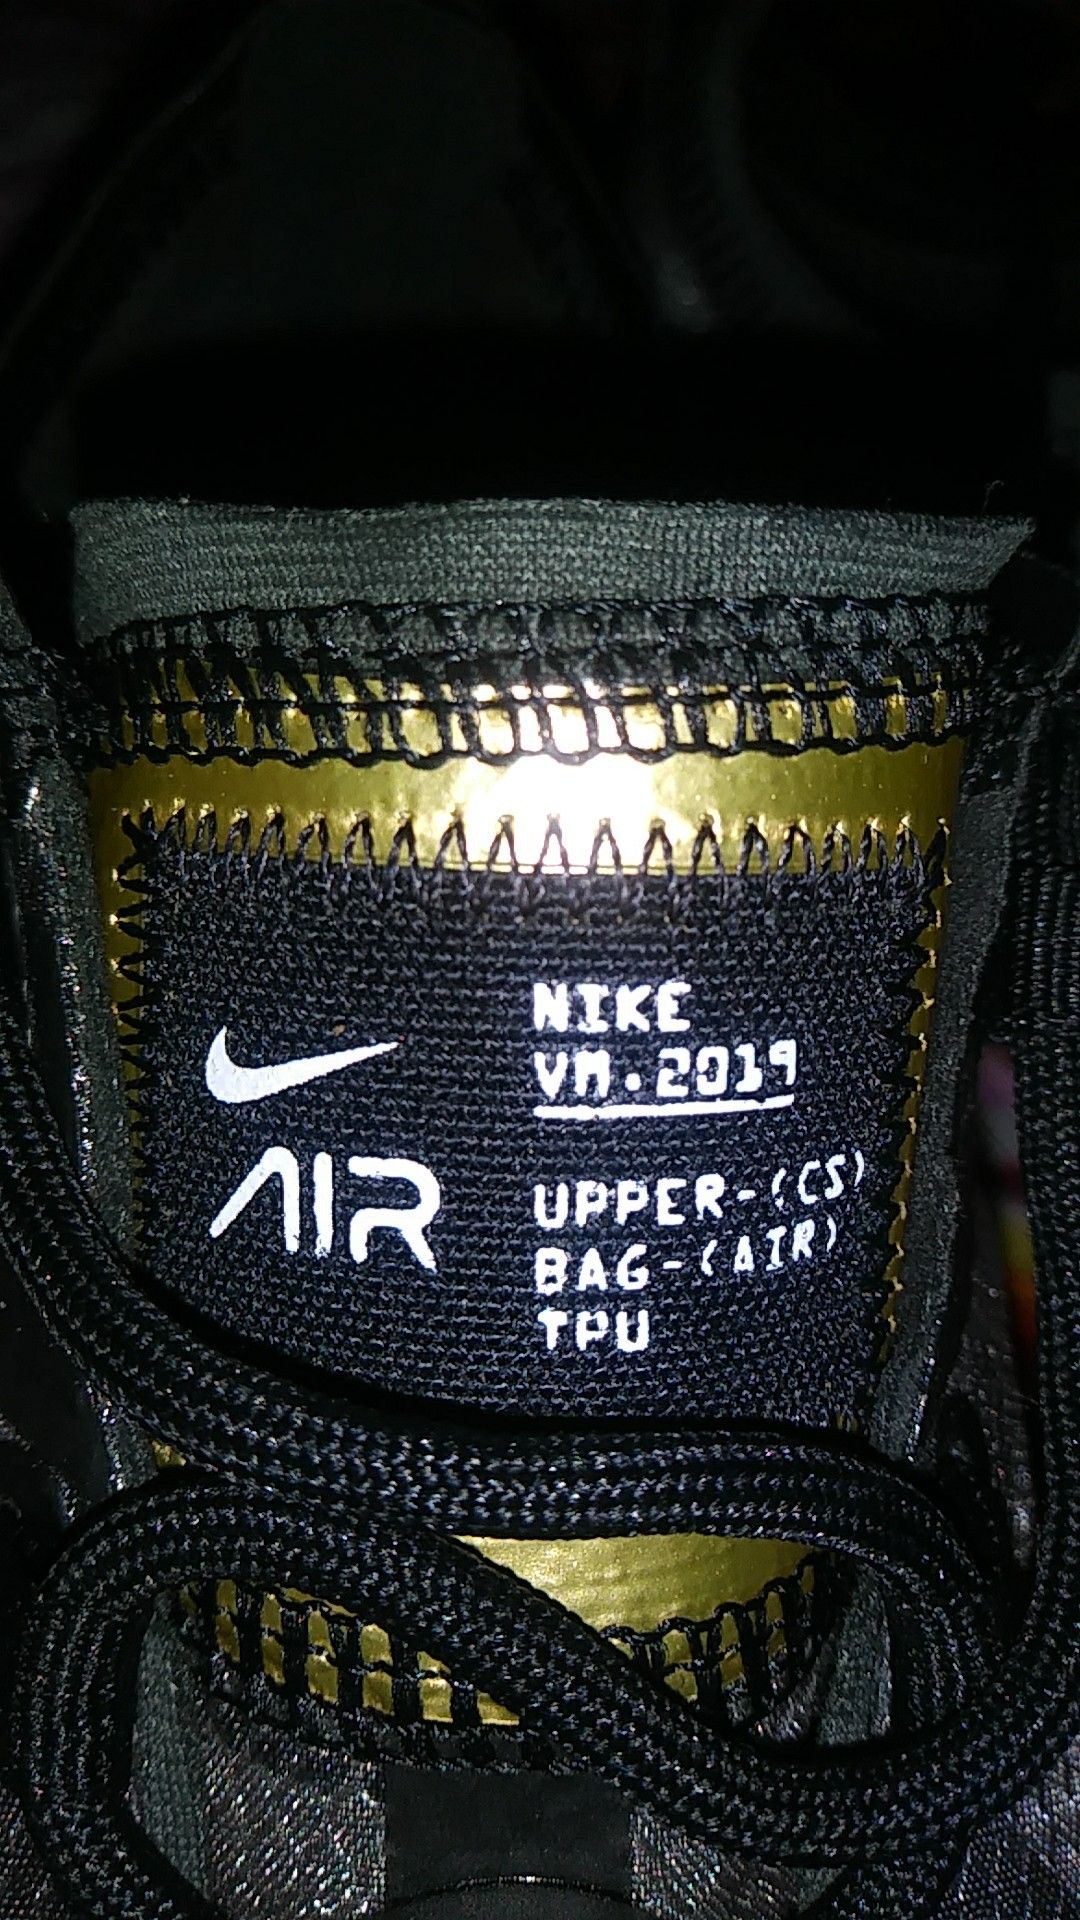 NIKE
VM.2019
AIR
UPPER-(CS)
BAG-(AIR)
TPU